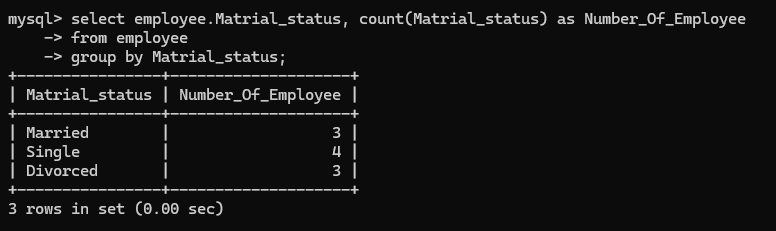 mysql> select employee.Matrial_status, count(Matrial_status) as Number_Of_Employee
    -> from employee
    -> group by Matrial_status;
+----------------+--------------------+
| Matrial_status | Number_Of_Employee |
+----------------+--------------------+
| Married        |                  3 |
| Single         |                  4 |
| Divorced       |                  3 |
+----------------+--------------------+
3 rows in set (0.00 sec)